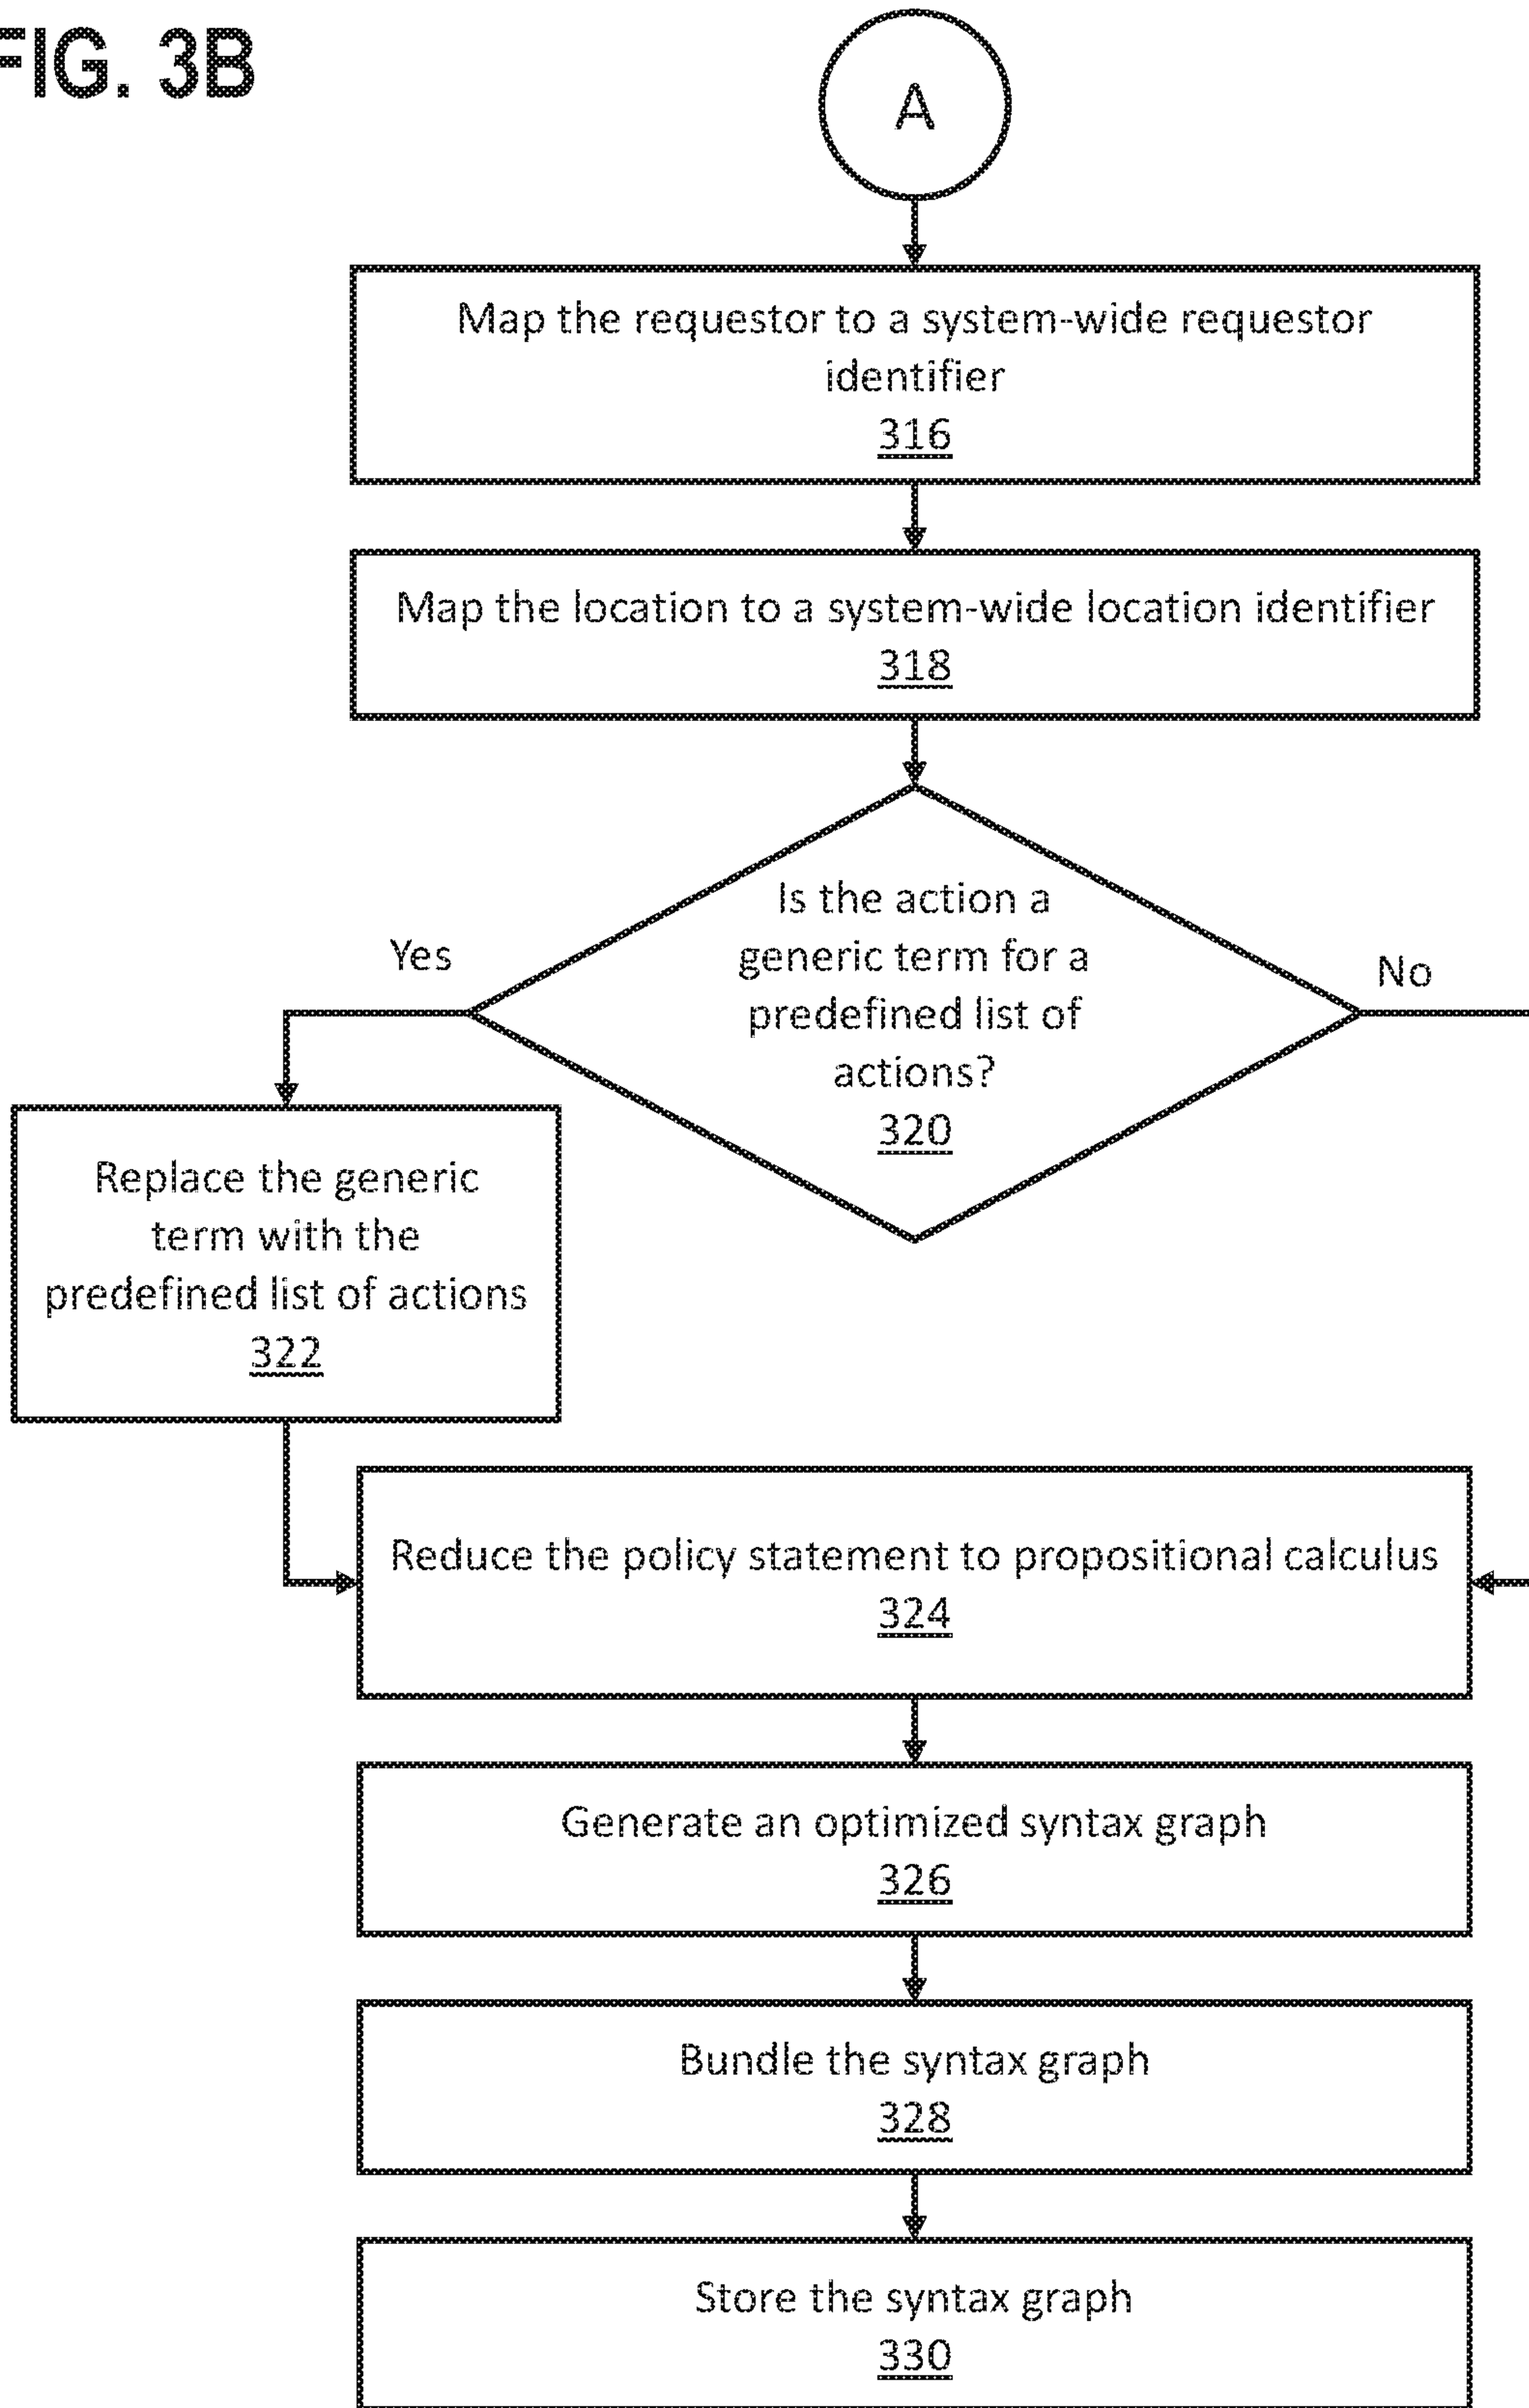 FIG. 3B
A
Map the requestor to a system-wide requestor
identifier
316
Map the location to a system-wide location identifier
318
Is the action a
generic term for a
predefined list of
actions?
320
Yes
No
Replace the generic
term with the
predefined list of actions
322
Reduce the policy statement to propositional calculus
324
Generate an optimized syntax graph
326
Bundle the syntax graph
328
Store the syntax graph
330